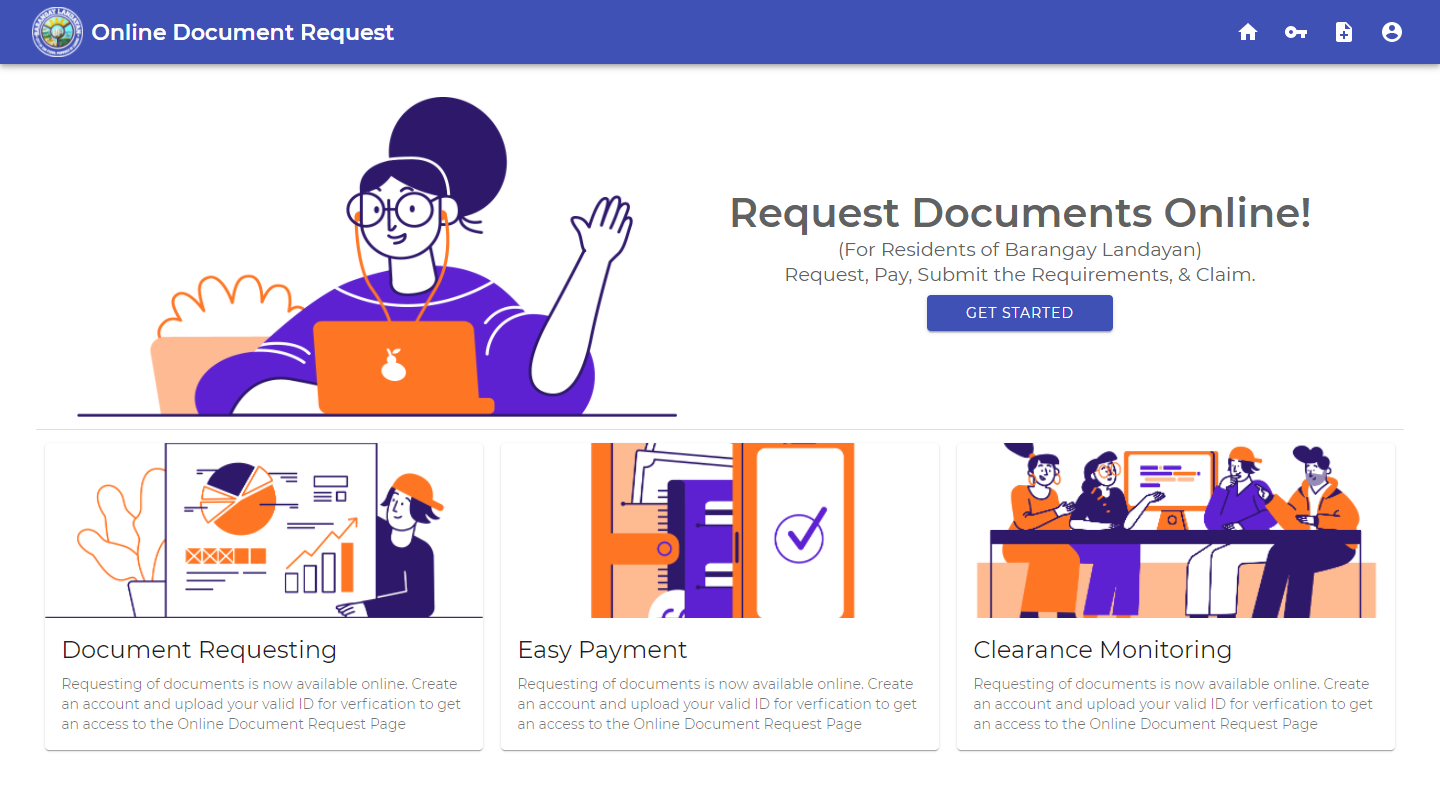 BARANGAY LANDAYAN
Online Document Request
Request Documents Online!
(For Residents of Barangay Landayan)
Request, Pay, Submit the Requirements, & Claim.
GET STARTED
Document Requesting
Requesting of documents is now available online. Create
an account and upload your valid ID for verfication to get
an access to the Online Document Request Page
Easy Payment
Requesting of documents is now available online. Create
an account and upload your valid ID for verfication to get
an access to the Online Document Request Page
Clearance Monitoring
Requesting of documents is now available online. Create
an account and upload your valid ID for verfication to get
an access to the Online Document Request Page